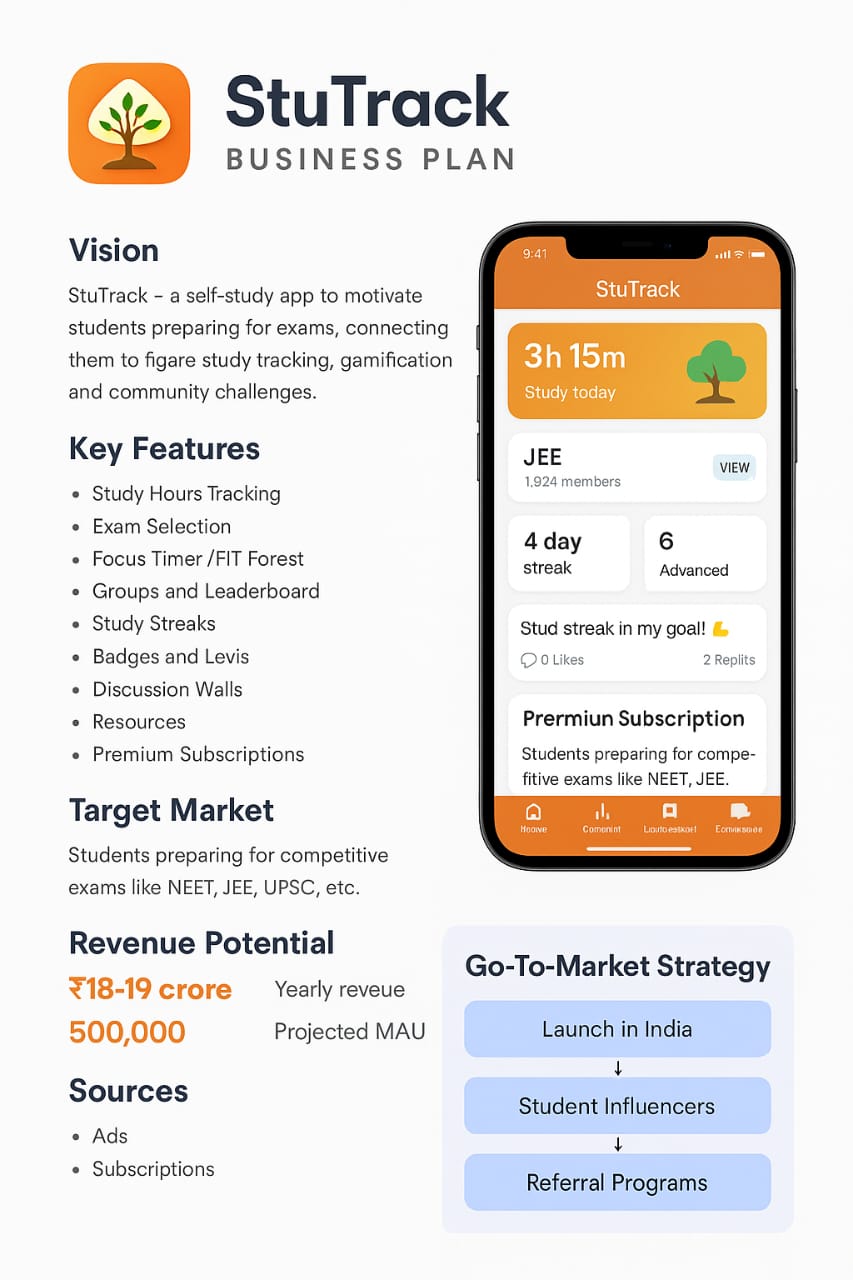 StuTrack
BUSINESS PLAN
Vision
StuTrack – a self-study app to motivate
students preparing for exams, connecting
them to figare study tracking, gamification
and community challenges.
Key Features
• Study Hours Tracking
• Exam Selection
• Focus Timer /FIT Forest
• Groups and Leaderboard
• Study Streaks
• Badges and Levis
• Discussion Walls
• Resources
• Premium Subscriptions
Target Market
Students preparing for competitive
exams like NEET, JEE, UPSC, etc.
Revenue Potential
₹18-19 crore Yearly reveue
500,000 Projected MAU
Sources
• Ads
• Subscriptions
9:41
StuTrack
3h 15m
Study today
JEE
1,924 members
VIEW
4 day
streak
6
Advanced
Stud streak in my goal! 💪
0 Likes 2 Replits
Prermiun Subscription
Students preparing for compe-
fitive exams like NEET, JEE.
Go-To-Market Strategy
Launch in India
↓
Student Influencers
↓
Referral Programs